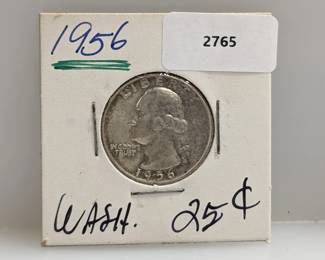 1956
2765
LIBERTY
IN GOD WE
TRUST
1956
WASH. 25¢